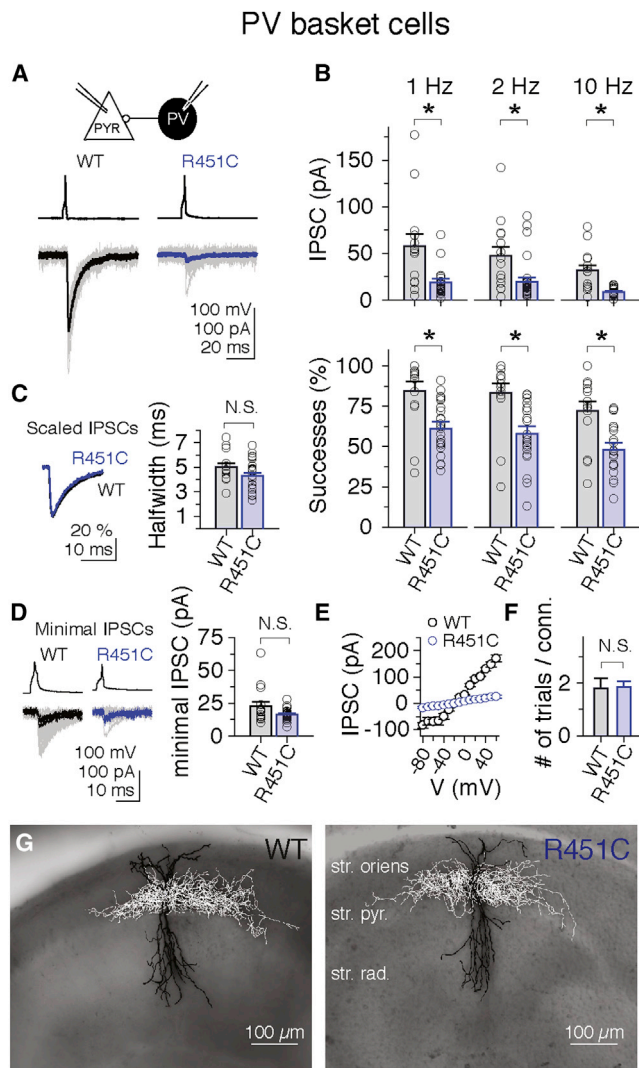 PV basket cells
A
PYR
PV
WT
R451C
100 mV
100 pA
20 ms
B
1 Hz
2 Hz
10 Hz
*
*
*
IPSC (pA)
150
100
50
0
*
*
*
Successes (%)
100
75
50
25
0
WT
R451C
WT
R451C
WT
R451C
C
Scaled IPSCs
R451C
WT
20 %
10 ms
N.S.
Halfwidth (ms)
7
5
3
1
WT
R451C
D
Minimal IPSCs
WT
R451C
100 mV
100 pA
10 ms
N.S.
minimal IPSC (pA)
75
50
25
0
WT
R451C
E
WT
R451C
IPSC (pA)
200
100
0
-100
-80
-40
0
40
V (mV)
F
N.S.
# of trials / conn.
2
0
WT
R451C
G
WT
100 µm
R451C
str. oriens
str. pyr.
str. rad.
100 µm